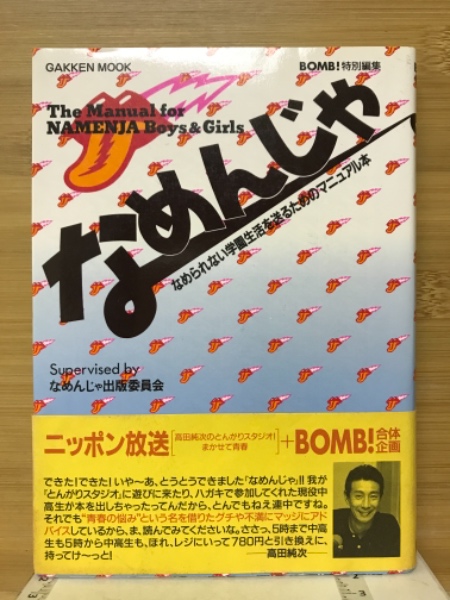 GAKKEN MOOK
BOMB!特別編集
The Manual for
NAMENJA Boys & Girls
なめんじゃ
なめられない学園生活を送るためのマニュアル本
Supervised by
なめんじゃ出版委員会
ニッポン放送[高田純次のとんがりスタジオ!
まかせて青春]+BOMB!合体
企画
できた!できた!いや〜あ、とうとうできました「なめんじゃ」!!我が
「とんがりスタジオ」に遊びに来たり、ハガキで参加してくれた現役中
高生が本を出しちゃったってんだから、とんでもねえ連中ですね。
それでも“青春の悩み”という名を借りたグチや不満にマッジにアド
バイスしているから、ま、読んでみてくださいな。ささっ、5時まで中高
生も5時から中高生も、ほれ、レジにいって780円と引き換えに、
持ってけ〜っと!
──高田純次──